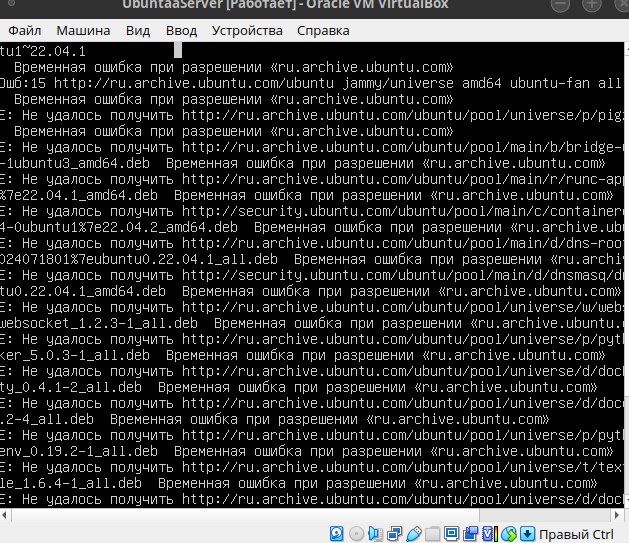 UbuntaaServer [Работает] - Oracle VM VirtualBox
Файл Машина Вид Ввод Устройства Справка
tu1~22.04.1
Временная ошибка при разрешении «ru.archive.ubuntu.com»
Ошб:15 http://ru.archive.ubuntu.com/ubuntu jammy/universe amd64 ubuntu-fan all
E: Не удалось получить http://ru.archive.ubuntu.com/ubuntu/pool/universe/p/pigz
Временная ошибка при разрешении «ru.archive.ubuntu.com»
E: Не удалось получить http://ru.archive.ubuntu.com/ubuntu/pool/main/b/bridge-u
-1ubuntu3_amd64.deb Временная ошибка при разрешении «ru.archive.ubuntu.com»
E: Не удалось получить http://ru.archive.ubuntu.com/ubuntu/pool/main/r/runc-app
%7e22.04.1_amd64.deb Временная ошибка при разрешении «ru.archive.ubuntu.com»
E: Не удалось получить http://security.ubuntu.com/ubuntu/pool/main/c/containerd
4-0ubuntu1%7e22.04.2_amd64.deb Временная ошибка при разрешении «ru.archive.ubun
E: Не удалось получить http://ru.archive.ubuntu.com/ubuntu/pool/main/d/dns-root
024071801%7eubuntu0.22.04.1_all.deb Временная ошибка при разрешении «ru.archive
E: Не удалось получить http://security.ubuntu.com/ubuntu/pool/main/d/dnsmasq/dn
tu0.22.04.1_amd64.deb Временная ошибка при разрешении «ru.archive.ubuntu.com»
E: Не удалось получить http://ru.archive.ubuntu.com/ubuntu/pool/universe/w/webs
websocket_1.2.3-1_all.deb Временная ошибка при разрешении «ru.archive.ubuntu.c
E: Не удалось получить http://ru.archive.ubuntu.com/ubuntu/pool/universe/p/pyth
ker_5.0.3-1_all.deb Временная ошибка при разрешении «ru.archive.ubuntu.com»
E: Не удалось получить http://ru.archive.ubuntu.com/ubuntu/pool/universe/d/dock
ty_0.4.1-2_all.deb Временная ошибка при разрешении «ru.archive.ubuntu.com»
E: Не удалось получить http://ru.archive.ubuntu.com/ubuntu/pool/universe/d/doco
.2-4_all.deb Временная ошибка при разрешении «ru.archive.ubuntu.com»
E: Не удалось получить http://ru.archive.ubuntu.com/ubuntu/pool/universe/p/pyth
env_0.19.2-1_all.deb Временная ошибка при разрешении «ru.archive.ubuntu.com»
E: Не удалось получить http://ru.archive.ubuntu.com/ubuntu/pool/universe/t/text
le_1.6.4-1_all.deb Временная ошибка при разрешении «ru.archive.ubuntu.com»
E: Не удалось получить http://ru.archive.ubuntu.com/ubuntu/pool/universe/d/dock
Правый Ctrl